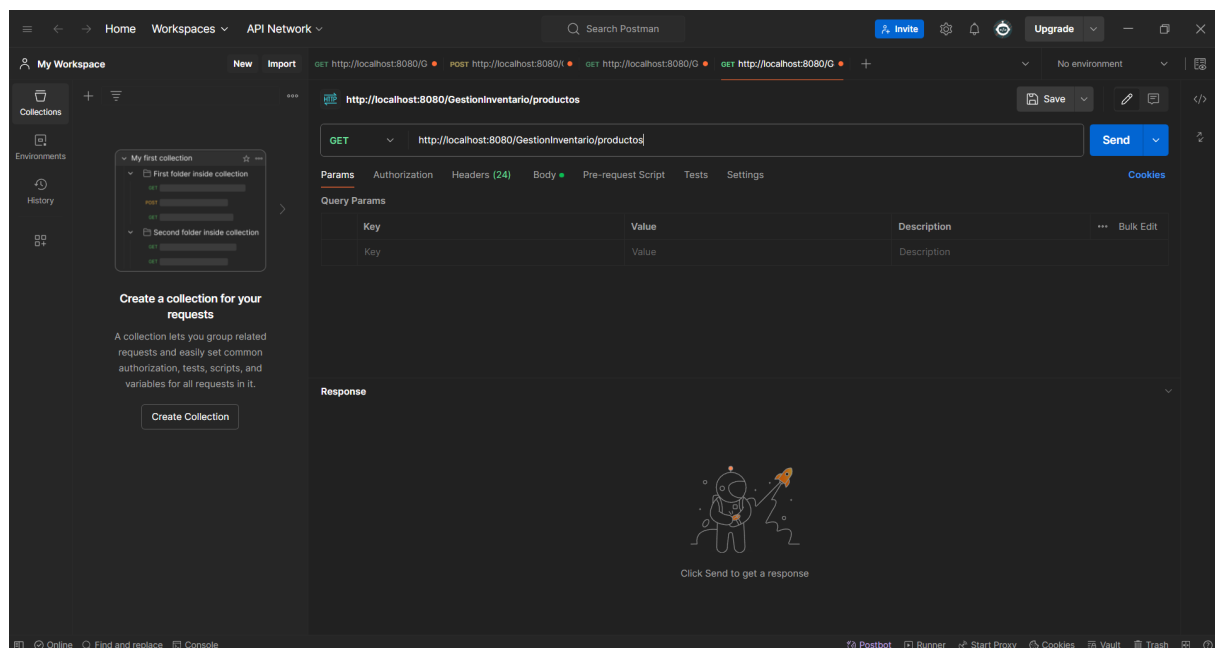 Home Workspaces API Network Search Postman Invite Upgrade
My Workspace New Import GET http://localhost:8080/G POST http://localhost:8080/( GET http://localhost:8080/G GET http://localhost:8080/G No environment
Collections
Environments
History
HTTP http://localhost:8080/GestionInventario/productos Save
GET http://localhost:8080/GestionInventario/productos Send
Params Authorization Headers (24) Body Pre-request Script Tests Settings Cookies
Query Params
Key Value Description Bulk Edit
Key Value Description
My first collection
First folder inside collection
GET
POST
GET
Second folder inside collection
GET
GET
Create a collection for your
requests
A collection lets you group related
requests and easily set common
authorization, tests, scripts, and
variables for all requests in it.
Create Collection
Response
Click Send to get a response
Online Find and replace Console Postbot Runner Start Proxy Cookies Vault Trash